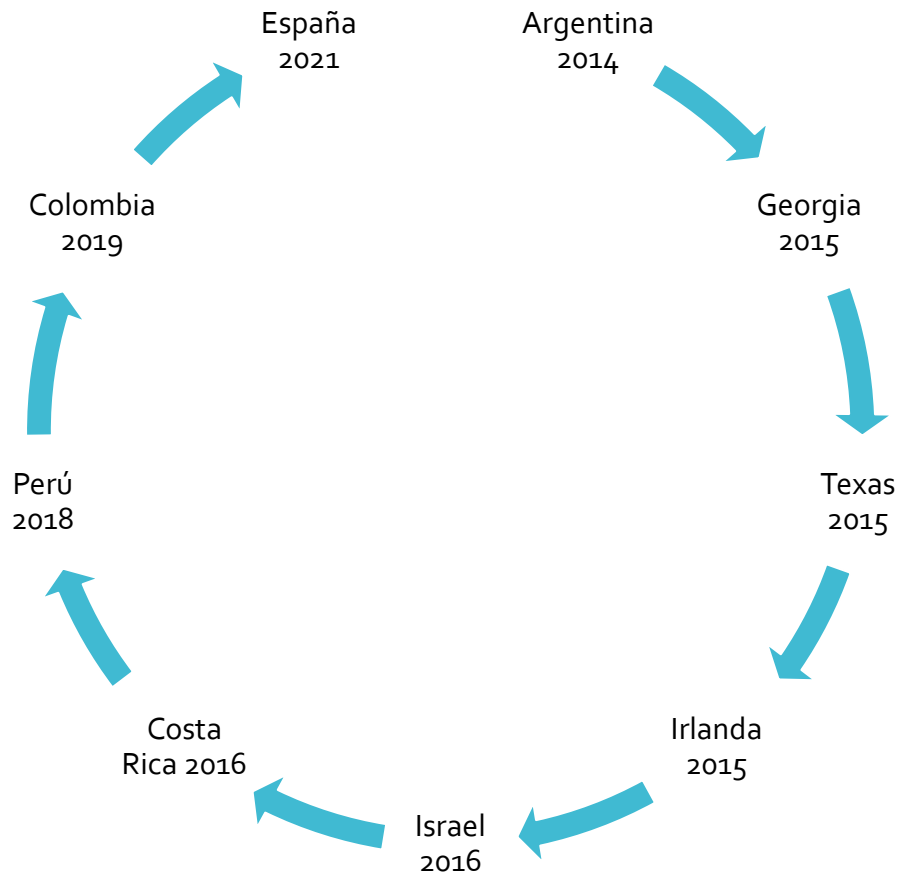 Argentina
2014
Georgia
2015
Texas
2015
Irlanda
2015
Israel
2016
Costa
Rica 2016
Perú
2018
Colombia
2019
España
2021